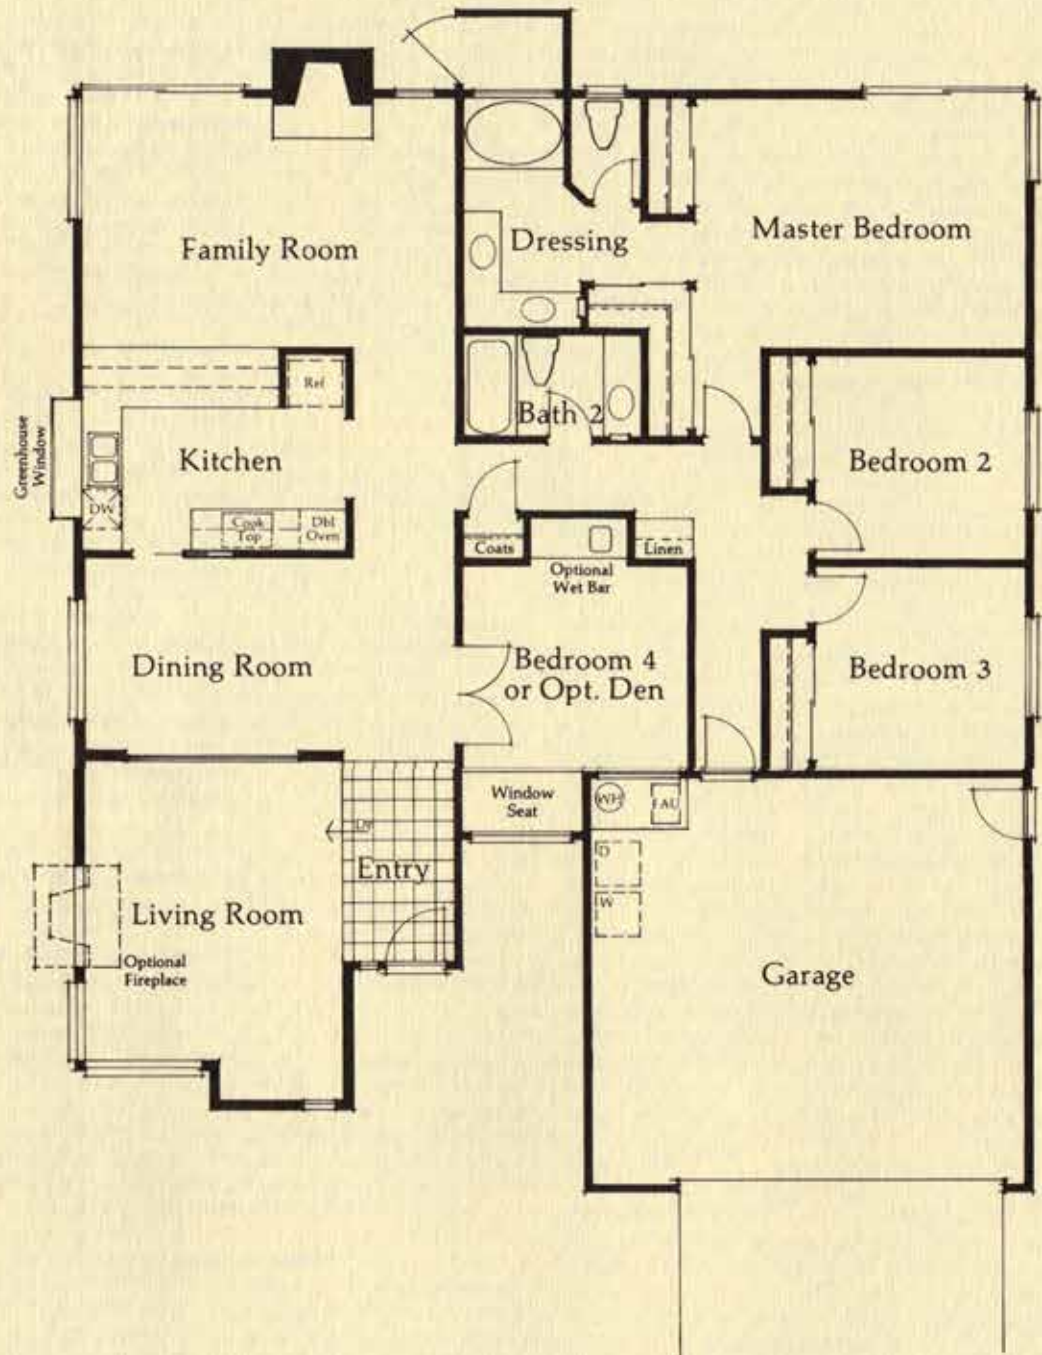 Family Room
Dressing
Master Bedroom
Ref
Greenhouse
Window
Kitchen
Bath 2
Bedroom 2
DW
Cook
Top
Dbl
Oven
Coats
Linen
Optional
Wet Bar
Dining Room
Bedroom 4
or Opt. Den
Bedroom 3
Window
Seat
WH
FAU
D
W
Entry
Living Room
Optional
Fireplace
Garage